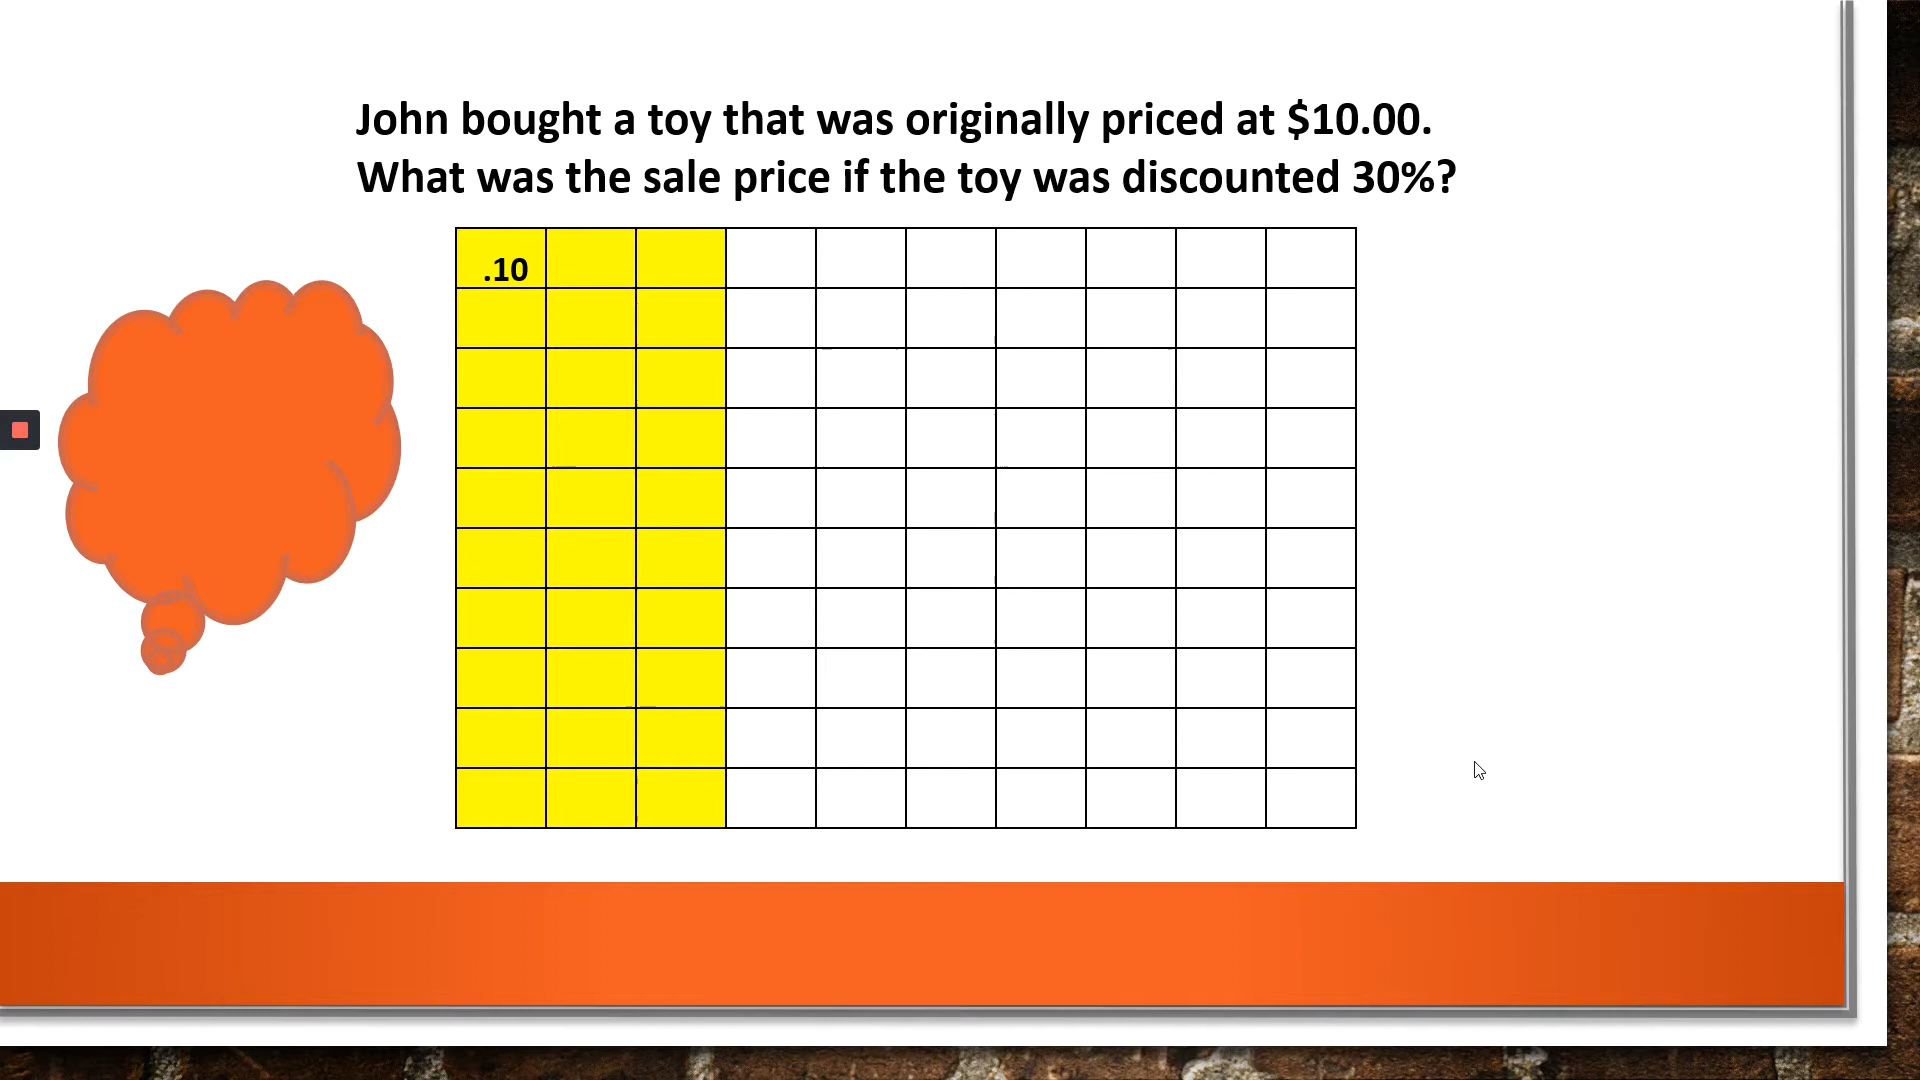 John bought a toy that was originally priced at $10.00.
What was the sale price if the toy was discounted 30%?
.10